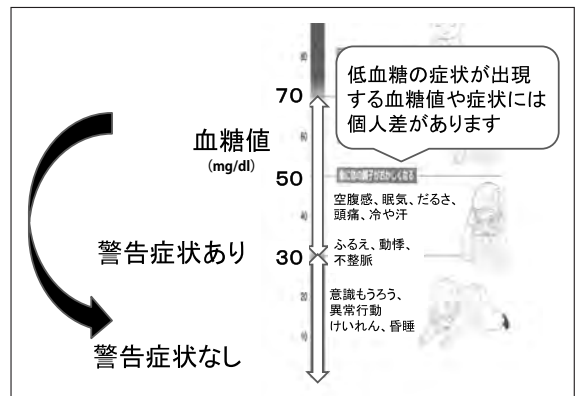 低血糖の症状が出現
する血糖値や症状には
個人差があります
70
60
血糖値
(mg/dl)
50
空腹感、眠気、だるさ、
頭痛、冷や汗
40
ふるえ、動悸、
不整脈
警告症状あり
30
意識もうろう、
異常行動
けいれん、昏睡
20
10
警告症状なし